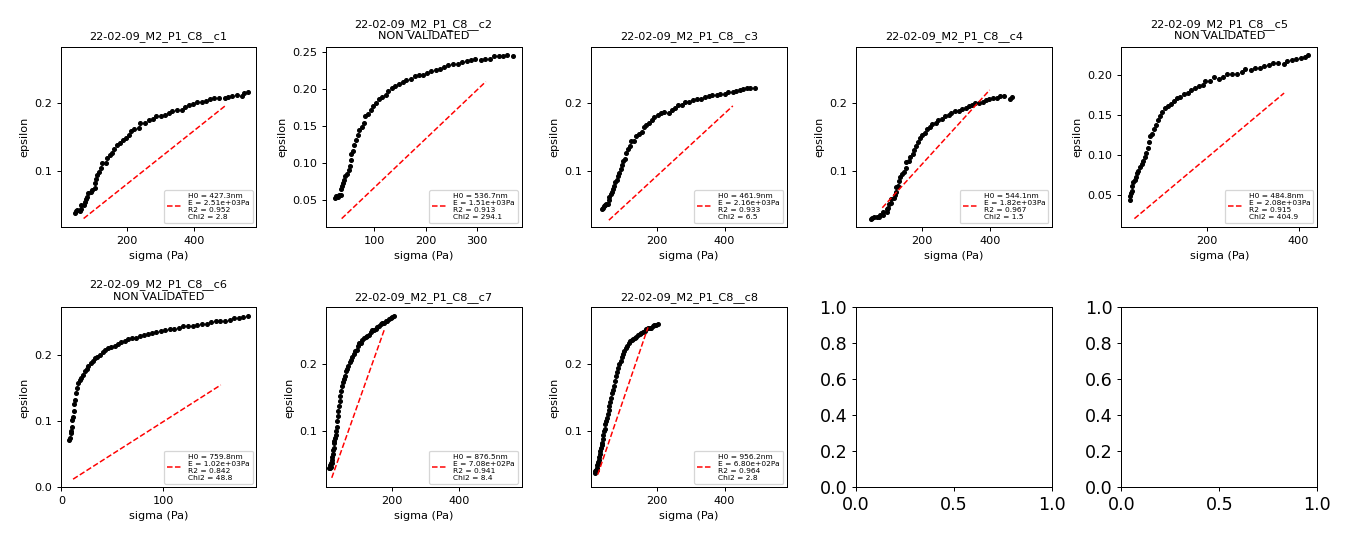 22-02-09_M2_P1_C8__c1
epsilon
0.2
0.1
200
400
sigma (Pa)
H0 = 427.3nm
E = 2.51e+03Pa
R2 = 0.952
Chi2 = 2.8
22-02-09_M2_P1_C8__c2
NON VALIDATED
epsilon
0.25
0.20
0.15
0.10
0.05
100
200
300
sigma (Pa)
H0 = 536.7nm
E = 1.51e+03Pa
R2 = 0.913
Chi2 = 294.1
22-02-09_M2_P1_C8__c3
epsilon
0.2
0.1
200
400
sigma (Pa)
H0 = 461.9nm
E = 2.16e+03Pa
R2 = 0.933
Chi2 = 6.5
22-02-09_M2_P1_C8__c4
epsilon
0.2
0.1
200
400
sigma (Pa)
H0 = 544.1nm
E = 1.82e+03Pa
R2 = 0.967
Chi2 = 1.5
22-02-09_M2_P1_C8__c5
NON VALIDATED
epsilon
0.20
0.15
0.10
0.05
200
400
sigma (Pa)
H0 = 484.8nm
E = 2.08e+03Pa
R2 = 0.915
Chi2 = 404.9
22-02-09_M2_P1_C8__c6
NON VALIDATED
epsilon
0.2
0.1
0.0
0
100
sigma (Pa)
H0 = 759.8nm
E = 1.02e+03Pa
R2 = 0.842
Chi2 = 48.8
22-02-09_M2_P1_C8__c7
epsilon
0.2
0.1
200
400
sigma (Pa)
H0 = 876.5nm
E = 7.08e+02Pa
R2 = 0.941
Chi2 = 8.4
22-02-09_M2_P1_C8__c8
epsilon
0.2
0.1
200
400
sigma (Pa)
H0 = 956.2nm
E = 6.80e+02Pa
R2 = 0.964
Chi2 = 2.8
1.0
0.8
0.6
0.4
0.2
0.0
0.0
0.5
1.0
1.0
0.8
0.6
0.4
0.2
0.0
0.0
0.5
1.0